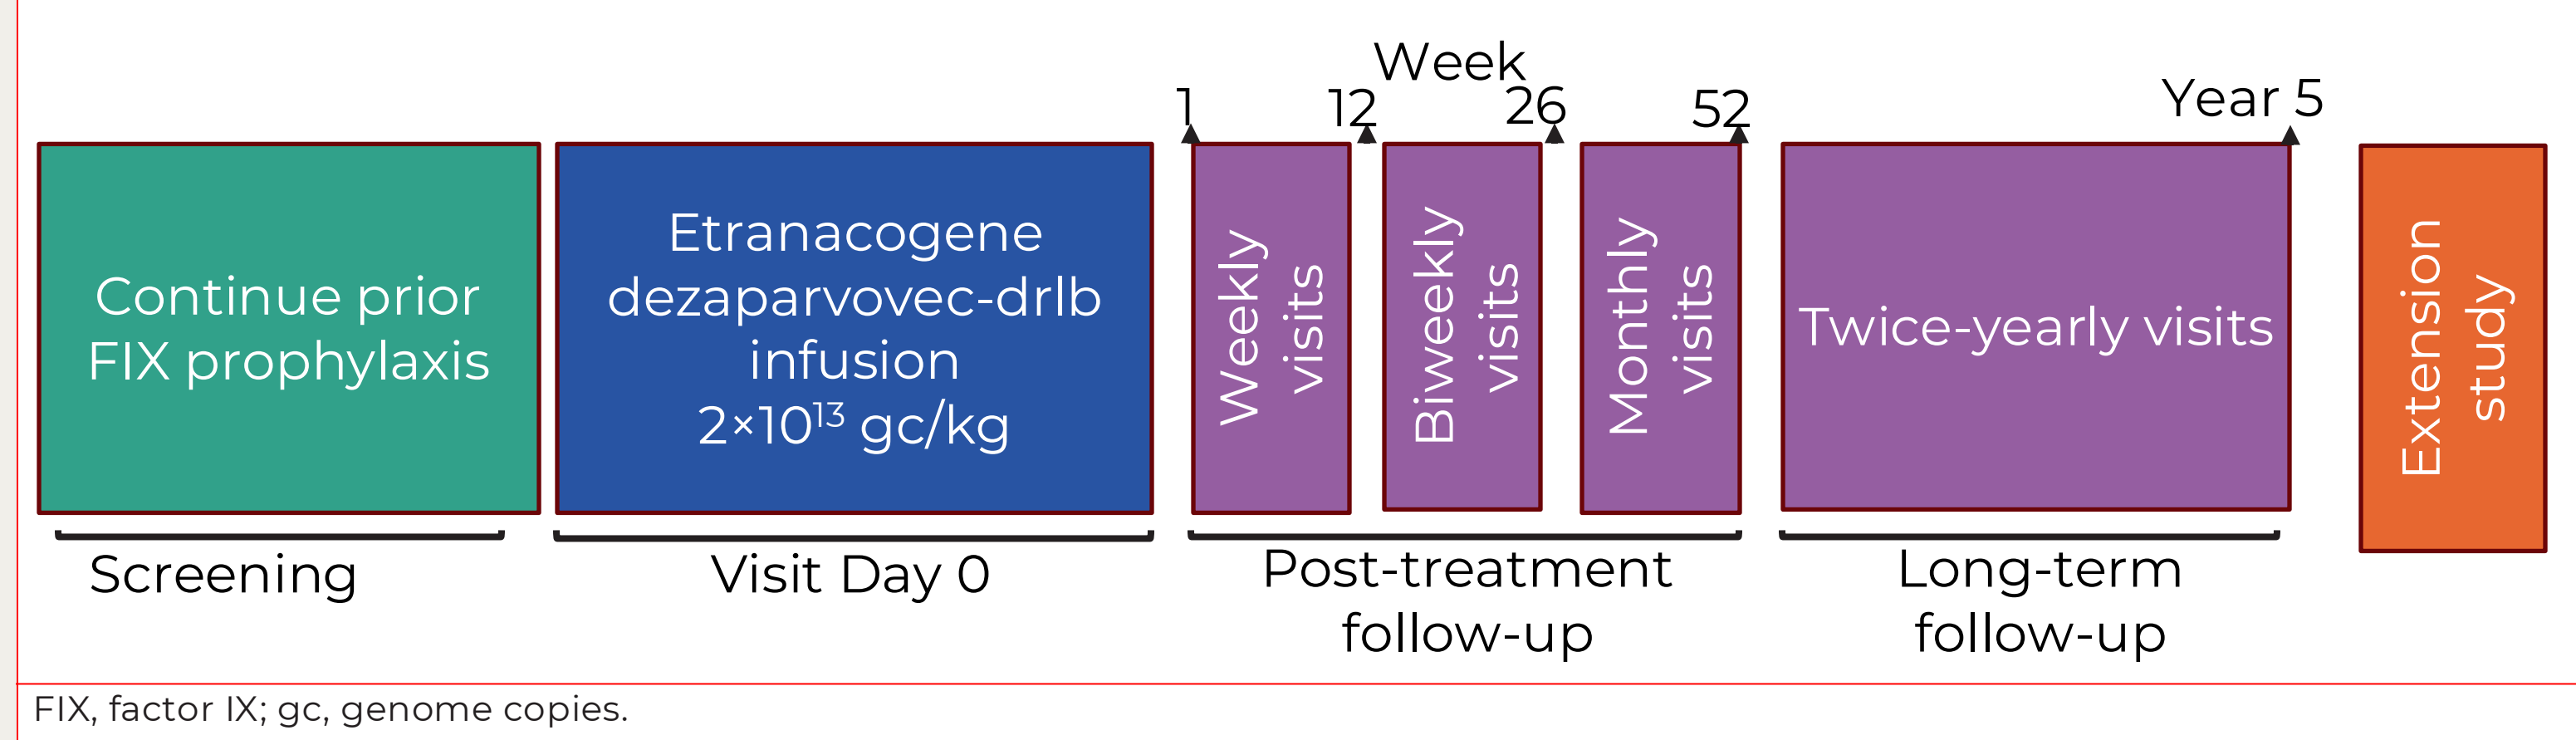 Week
1
12
26
52
Year 5
Continue prior
FIX prophylaxis
Etranacogene
dezaparvovec-drlb
infusion
2×10¹³ gc/kg
Weekly
visits
Biweekly
visits
Monthly
visits
Twice-yearly visits
Extension
study
Screening
Visit Day 0
Post-treatment
follow-up
Long-term
follow-up
FIX, factor IX; gc, genome copies.